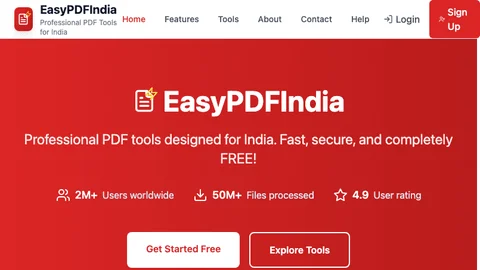 EasyPDFIndia
Professional PDF Tools
for India
Home Features Tools About Contact Help Login Sign
Up
EasyPDFIndia
Professional PDF tools designed for India. Fast, secure, and completely
FREE!
2M+ Users worldwide 50M+ Files processed 4.9 User rating
Get Started Free Explore Tools